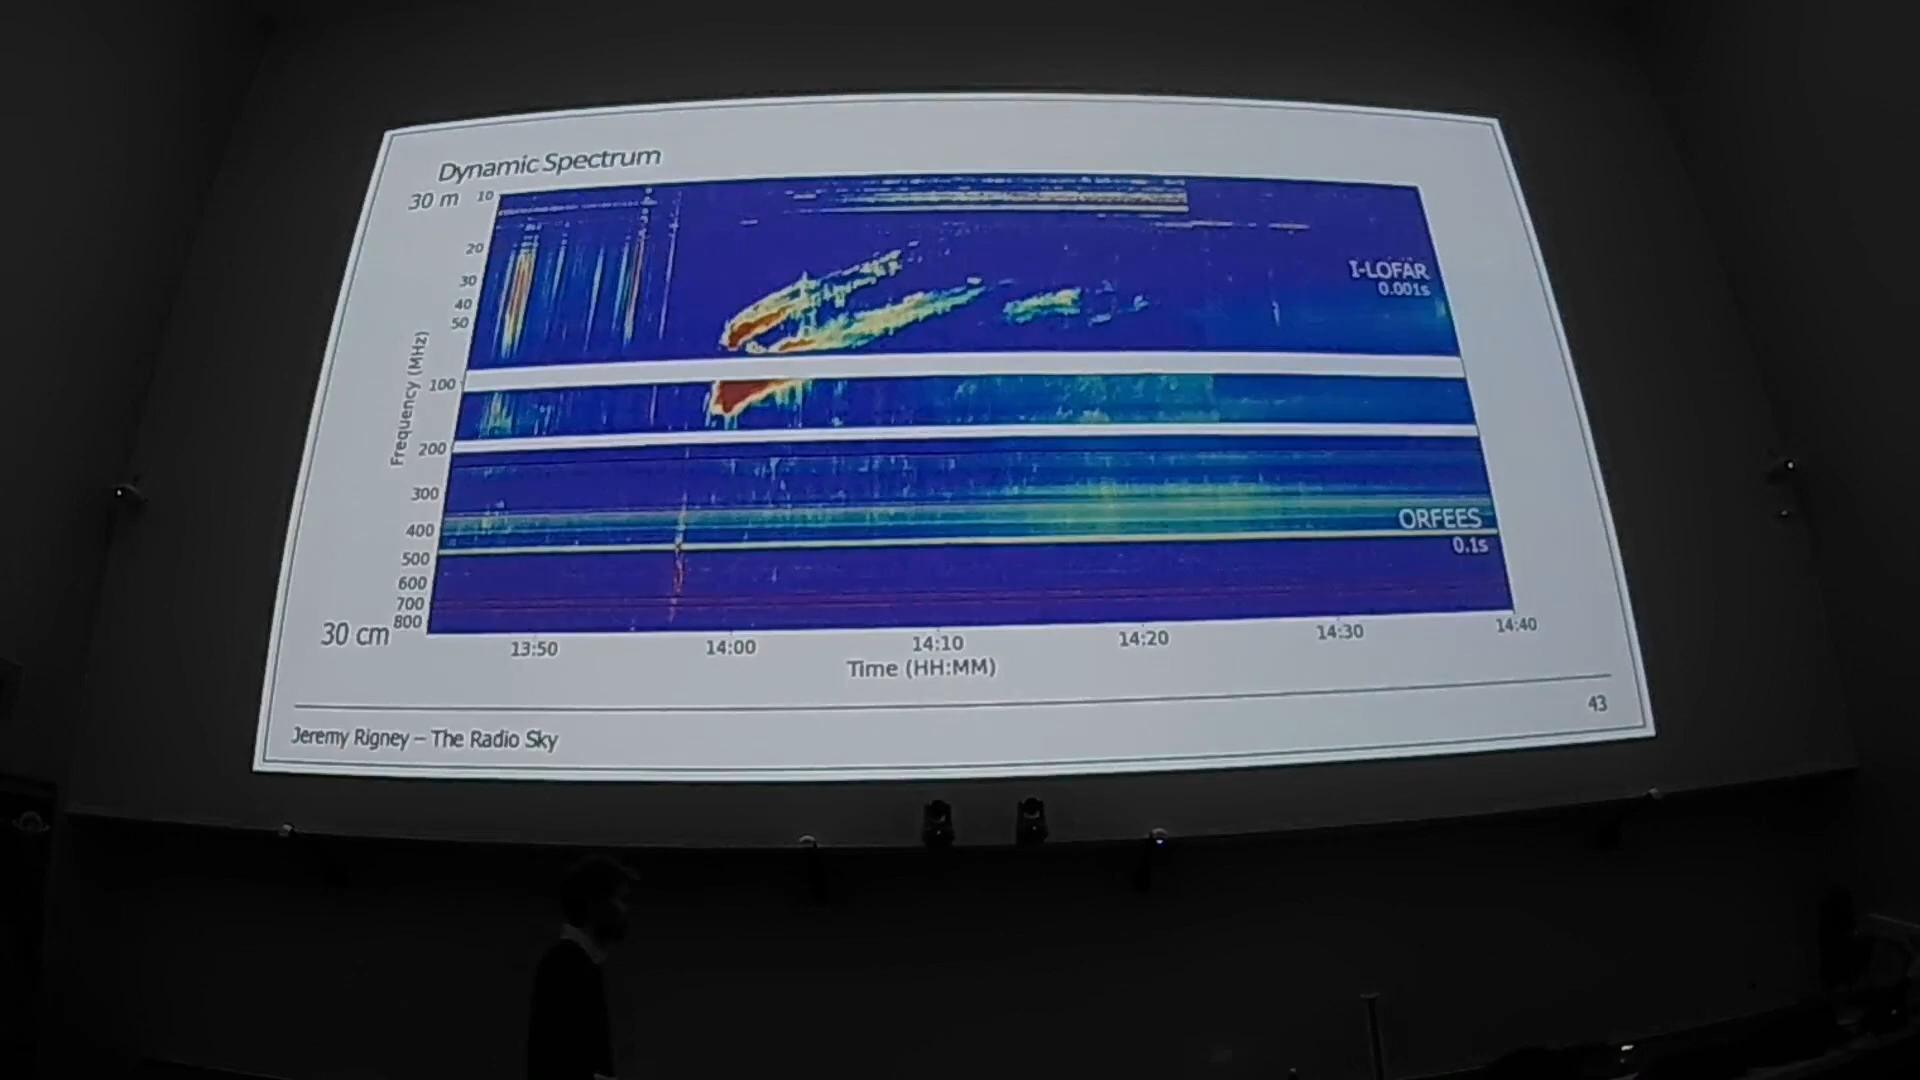 Dynamic Spectrum
30 m
10
20
30
40
50
100
200
300
400
500
600
700
800
Frequency (MHz)
30 cm
I-LOFAR
0.001s
ORFEES
0.1s
13:50 14:00 14:10 14:20 14:30 14:40
Time (HH:MM)
43
Jeremy Rigney – The Radio Sky